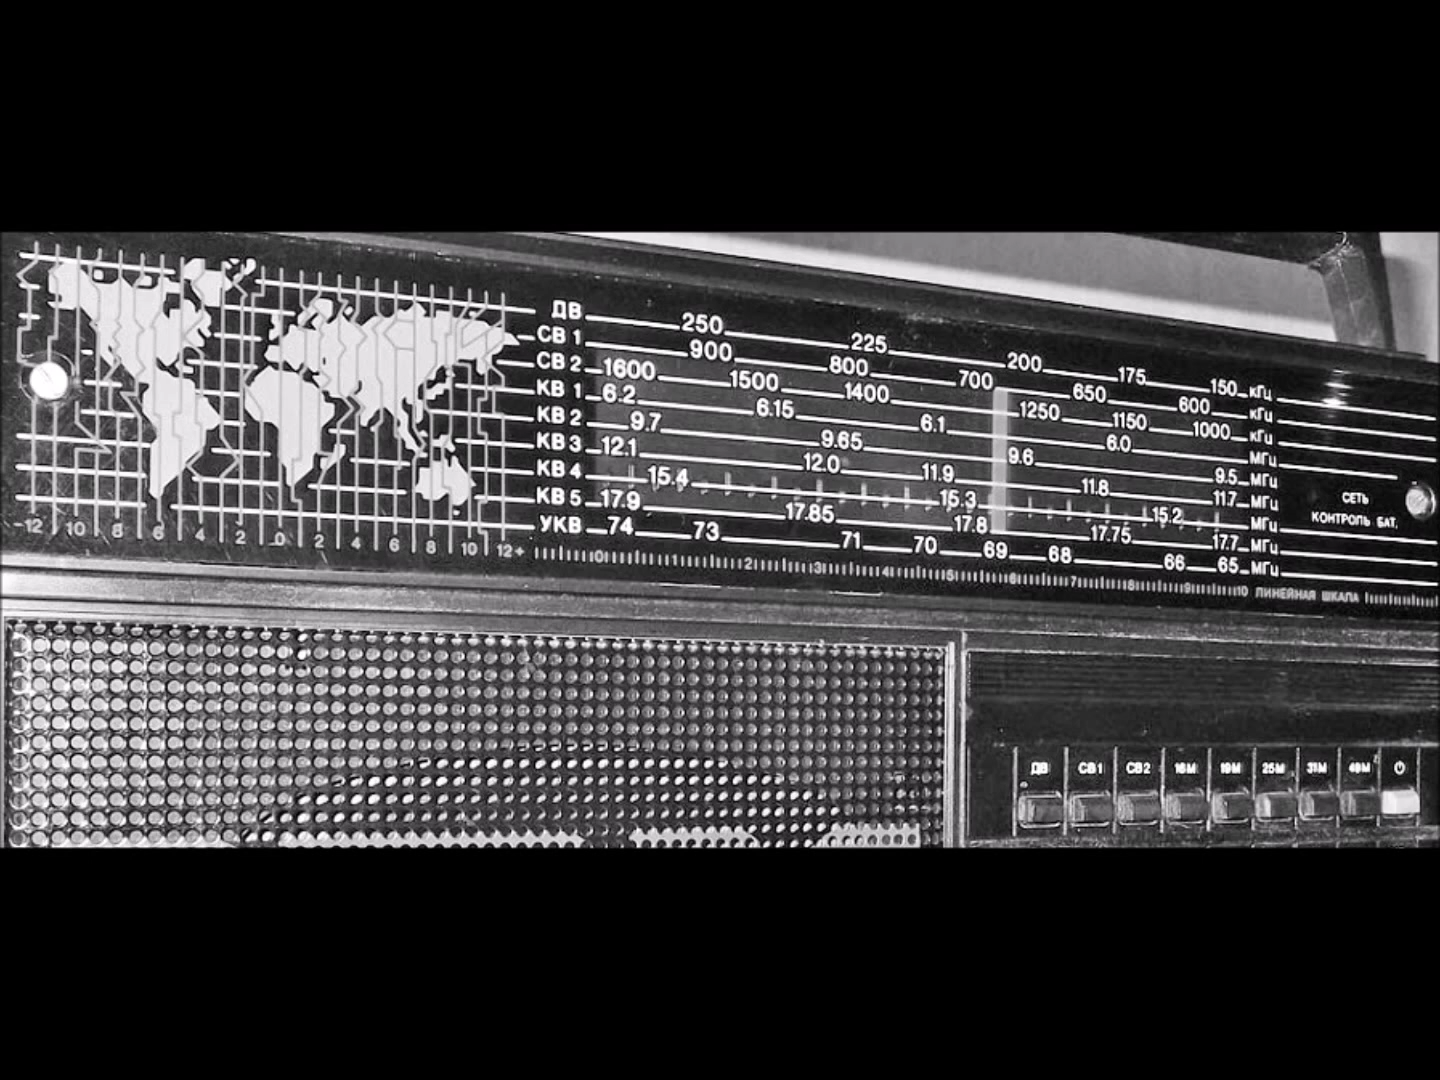 ДВ 250 225 200 175 150 кГц
СВ 1 900 800 700 650 600 кГц
СВ 2 1600 1500 1400 1250 1150 1000 кГц
КВ 1 6.2 6.15 6.1 6.0 МГц
КВ 2 9.7 9.65 9.6 9.5 МГц
КВ 3 12.1 12.0 11.9 11.8 11.7 МГц
КВ 4 15.4 15.3 15.2 МГц
КВ 5 17.9 17.85 17.8 17.75 17.7 МГц
УКВ 74 73 71 70 69 68 66 65 МГц
СЕТЬ
КОНТРОЛЬ БАТ.
-12 10 8 6 4 2 0 2 4 6 8 10 12+
0 1 2 3 4 5 6 7 8 9 10 ЛИНЕЙНАЯ ШКАЛА
ДВ СВ1 СВ2 16М 19М 25М 31М 49М